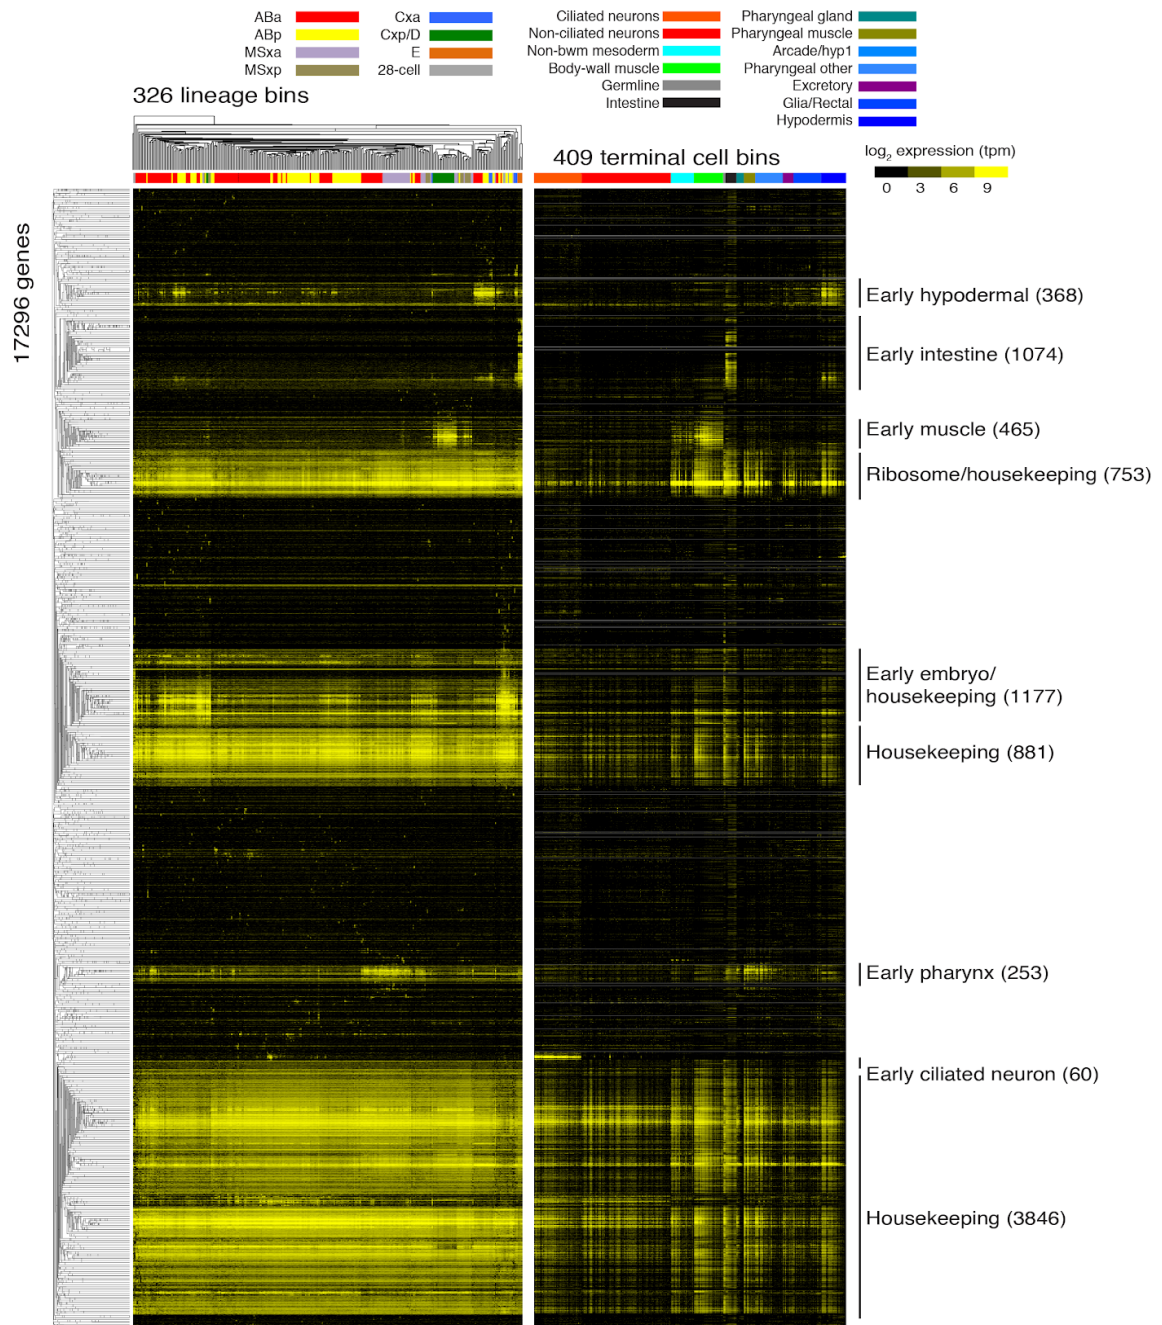 ABa
ABp
MSxa
MSxp
Cxa
Cxp/D
E
28-cell
Ciliated neurons
Non-ciliated neurons
Non-bwm mesoderm
Body-wall muscle
Germline
Intestine
Pharyngeal gland
Pharyngeal muscle
Arcade/hyp1
Pharyngeal other
Excretory
Glia/Rectal
Hypodermis
326 lineage bins
409 terminal cell bins
log₂ expression (tpm)
0 3 6 9
17296 genes
Early hypodermal (368)
Early intestine (1074)
Early muscle (465)
Ribosome/housekeeping (753)
Early embryo/
housekeeping (1177)
Housekeeping (881)
Early pharynx (253)
Early ciliated neuron (60)
Housekeeping (3846)